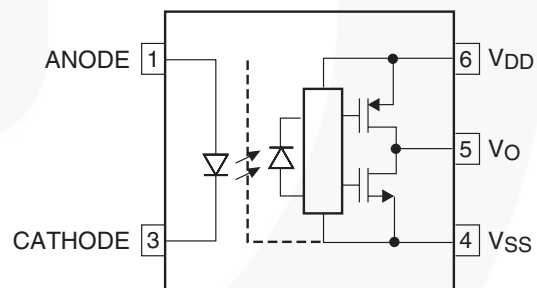 ANODE 1
6 VDD
5 VO
CATHODE 3
4 VSS